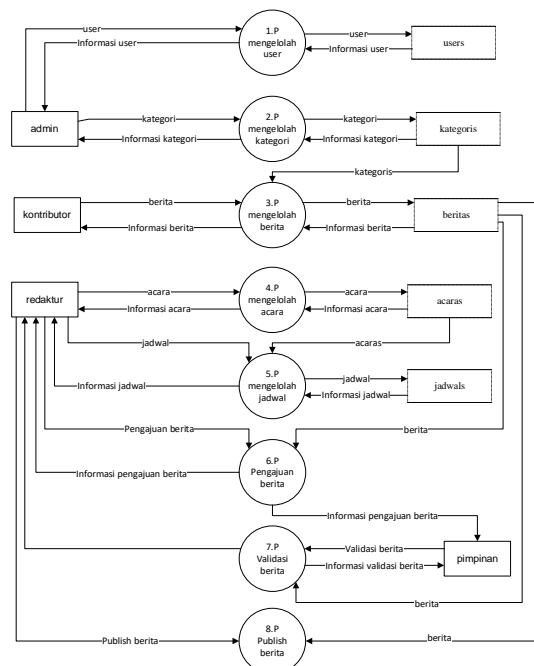 user
Informasi user
1.P
mengelolah
user
user
Informasi user
users
admin
kategori
Informasi kategori
2.P
mengelolah
kategori
kategori
Informasi kategori
kategoris
kategoris
kontributor
berita
Informasi berita
3.P
mengelolah
berita
berita
Informasi berita
beritas
redaktur
acara
Informasi acara
4.P
mengelolah
acara
acara
Informasi acara
acaras
jadwal
acaras
Informasi jadwal
5.P
mengelolah
jadwal
jadwal
Informasi jadwal
jadwals
Pengajuan berita
berita
Informasi pengajuan berita
6.P
Pengajuan
berita
Informasi pengajuan berita
7.P
Validasi
berita
Validasi berita
Informasi validasi berita
pimpinan
berita
Publish berita
8.P
Publish
berita
berita